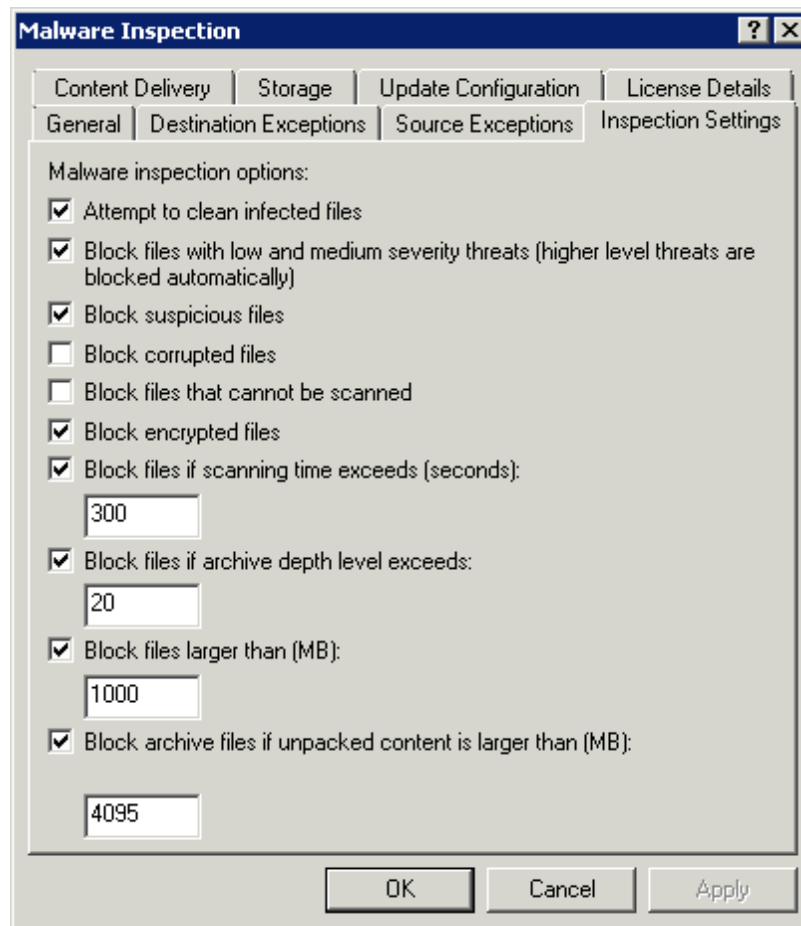 Malware Inspection
Content Delivery Storage Update Configuration License Details
General Destination Exceptions Source Exceptions Inspection Settings
Malware inspection options:
Attempt to clean infected files
Block files with low and medium severity threats (higher level threats are
blocked automatically)
Block suspicious files
Block corrupted files
Block files that cannot be scanned
Block encrypted files
Block files if scanning time exceeds (seconds):
300
Block files if archive depth level exceeds:
20
Block files larger than (MB):
1000
Block archive files if unpacked content is larger than (MB):
4095
OK Cancel Apply